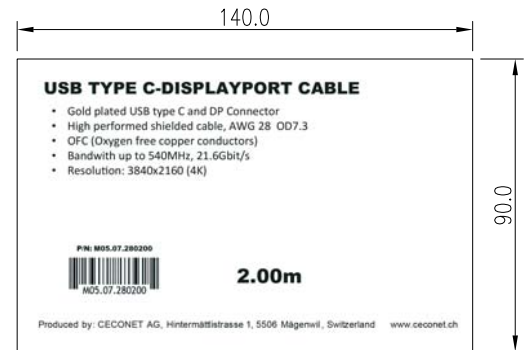 140.0
USB TYPE C-DISPLAYPORT CABLE
• Gold plated USB type C and DP Connector
• High performed shielded cable, AWG 28 OD7.3
• OFC (Oxygen free copper conductors)
• Bandwith up to 540MHz, 21.6Gbit/s
• Resolution: 3840x2160 (4K)
90.0
P/N: M05.07.280200
M05.07.280200
2.00m
Produced by: CECONET AG, Hintermättlistrasse 1, 5506 Mägenwil, Switzerland www.ceconet.ch